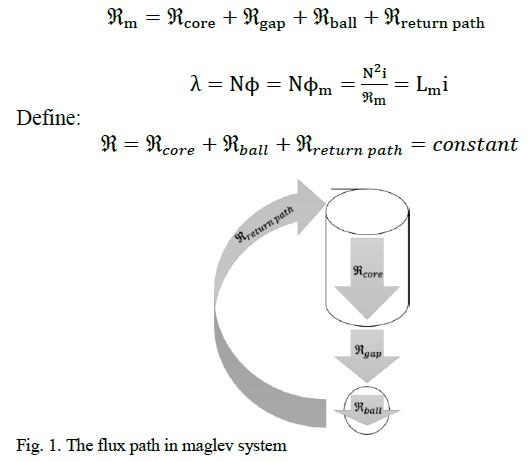 ℜm = ℜcore + ℜgap + ℜball + ℜreturn path
λ = Nϕ = Nϕm = N²i/ℜm = Lmi
Define:
ℜ = ℜcore + ℜball + ℜreturn path = constant
ℜreturn path
ℜcore
ℜgap
ℜball
Fig. 1. The flux path in maglev system